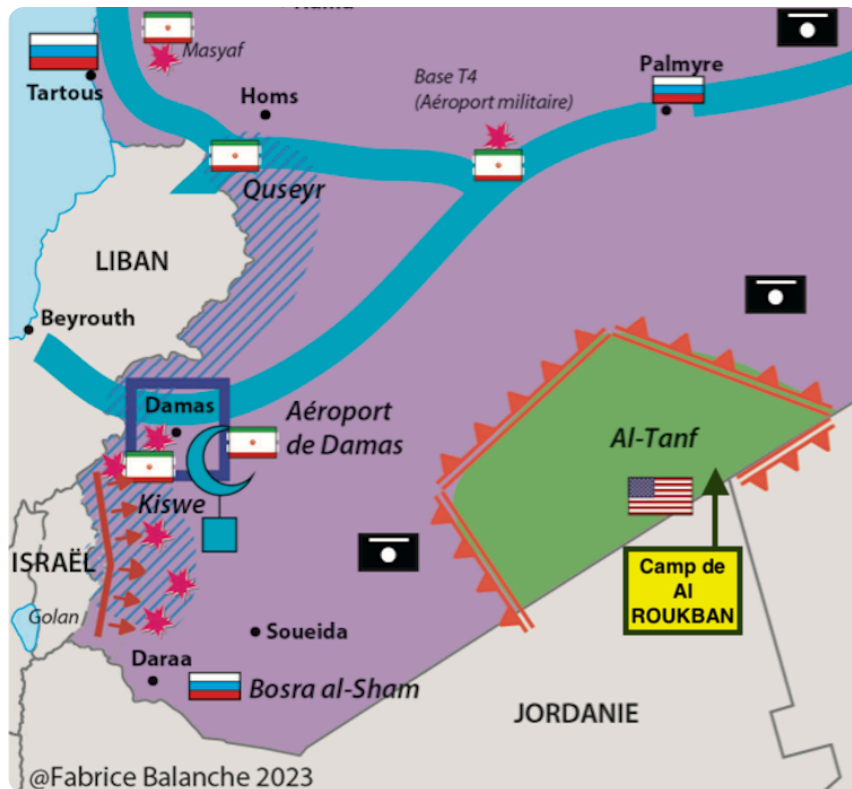 Masyaf
Tartous
Homs
Base T4
(Aéroport militaire)
Palmyre
Quseyr
LIBAN
Beyrouth
Damas
Aéroport
de Damas
Al-Tanf
Kiswe
ISRAËL
Camp de
Al
ROUKBAN
Golan
Soueida
Daraa
Bosra al-Sham
JORDANIE
@Fabrice Balanche 2023